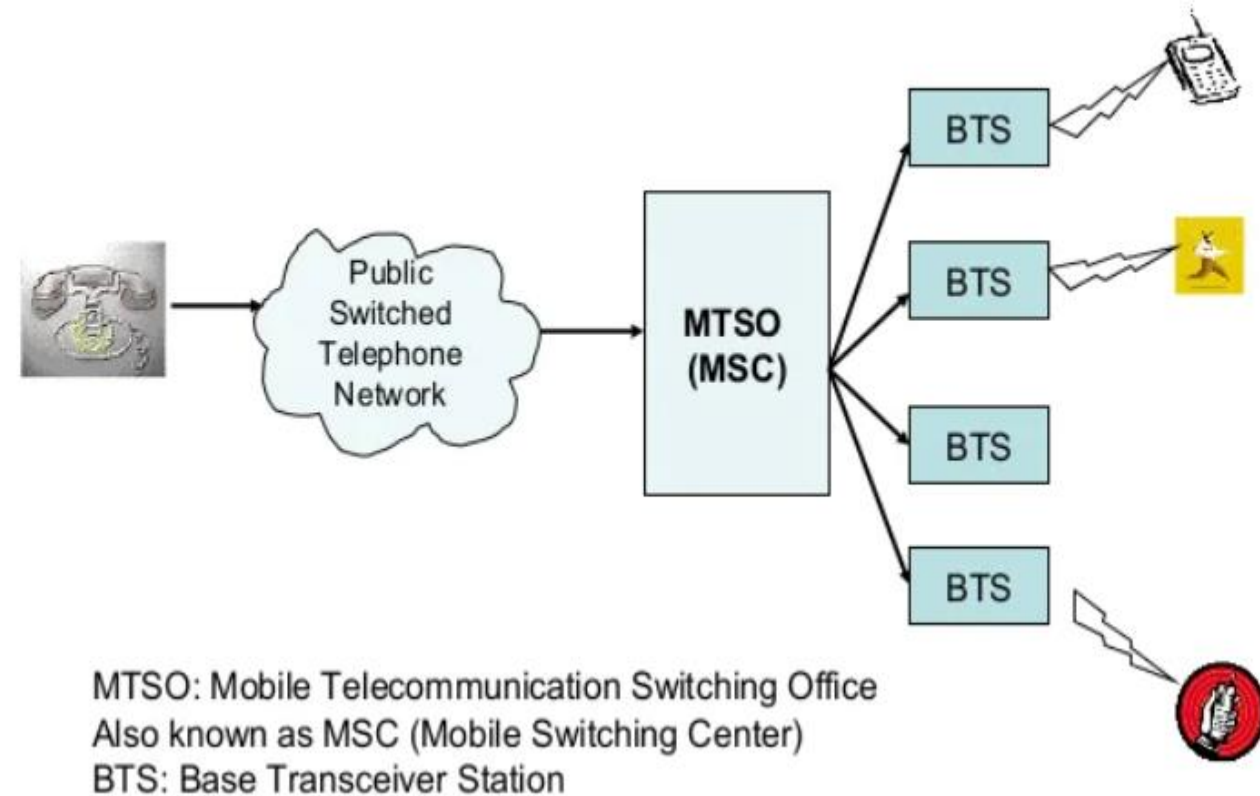 Public
Switched
Telephone
Network
MTSO
(MSC)
BTS
BTS
BTS
BTS
MTSO: Mobile Telecommunication Switching Office
Also known as MSC (Mobile Switching Center)
BTS: Base Transceiver Station